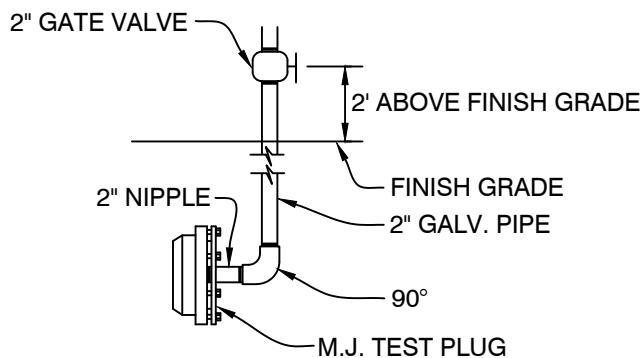 2" GATE VALVE
2' ABOVE FINISH GRADE
FINISH GRADE
2" NIPPLE
2" GALV. PIPE
90°
M.J. TEST PLUG